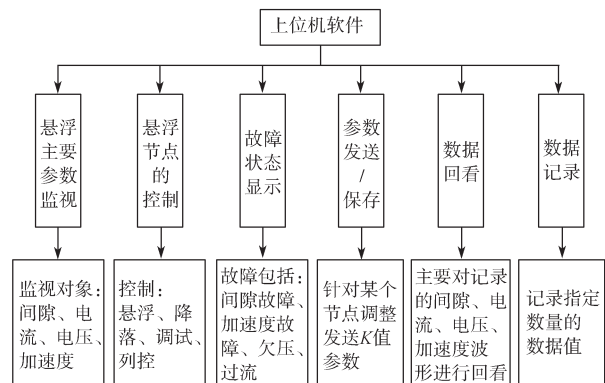 上位机软件
悬浮
主要
参数
监视
悬浮
节点
的
控制
故障
状态
显示
参数
发送
/
保存
数据
回看
数据
记录
监视对象：
间隙、电
流、电压、
加速度
控制：
悬浮、降
落、调试、
列控
故障包括：
间隙故障、
加速度故
障、欠压、
过流
针对某个
节点调整
发送K值
参数
主要对记录
的间隙、电
流、电压、
加速度波
形进行回看
记录指定
数量的
数据值